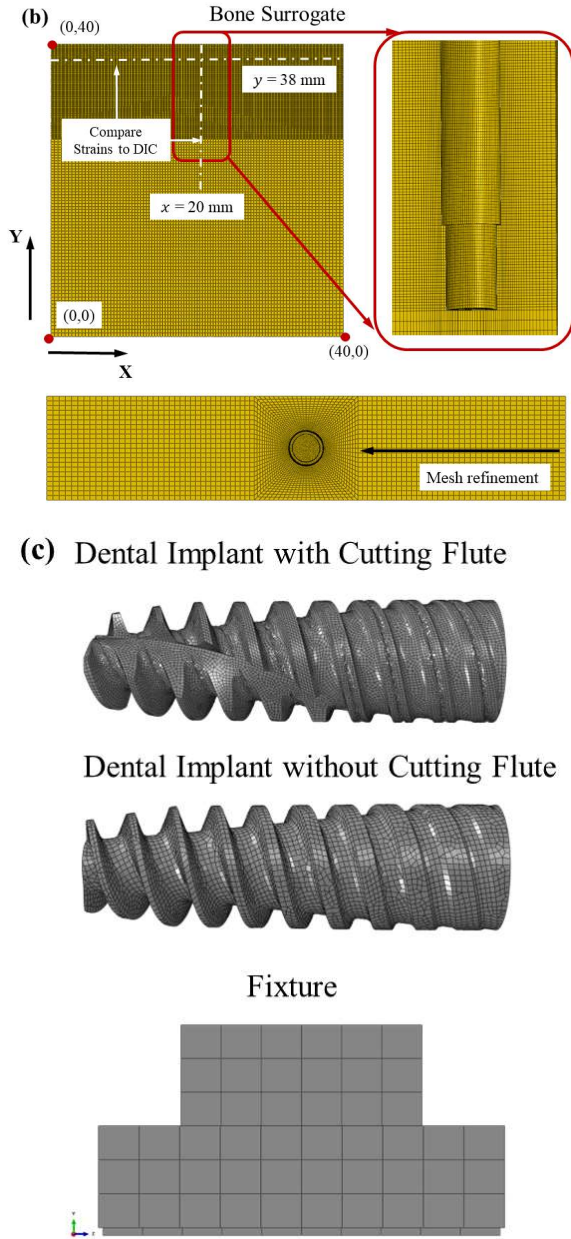 (b)
Bone Surrogate
(0,40)
y = 38 mm
Compare
Strains to DIC
x = 20 mm
Y
(0,0)
X
(40,0)
Mesh refinement
(c) Dental Implant with Cutting Flute
Dental Implant without Cutting Flute
Fixture
Y
Z